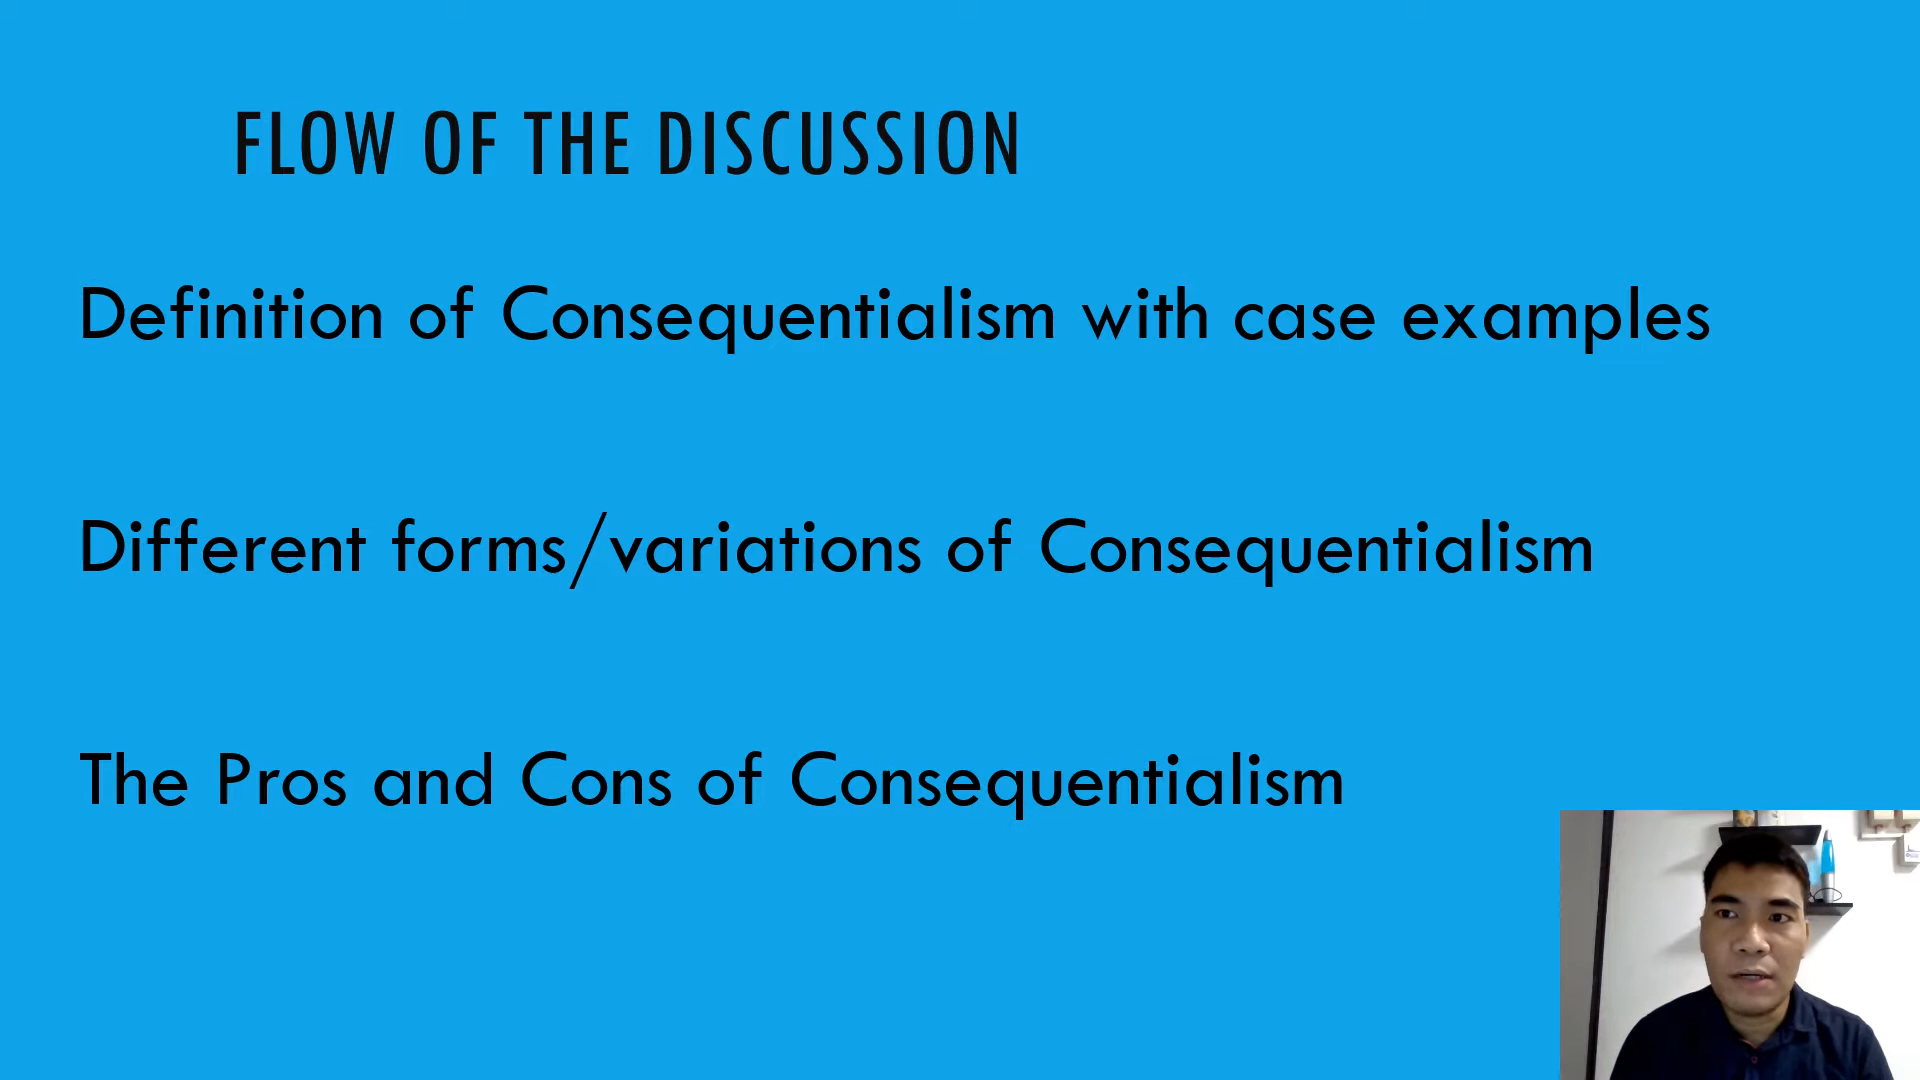 FLOW OF THE DISCUSSION
Definition of Consequentialism with case examples
Different forms/variations of Consequentialism
The Pros and Cons of Consequentialism